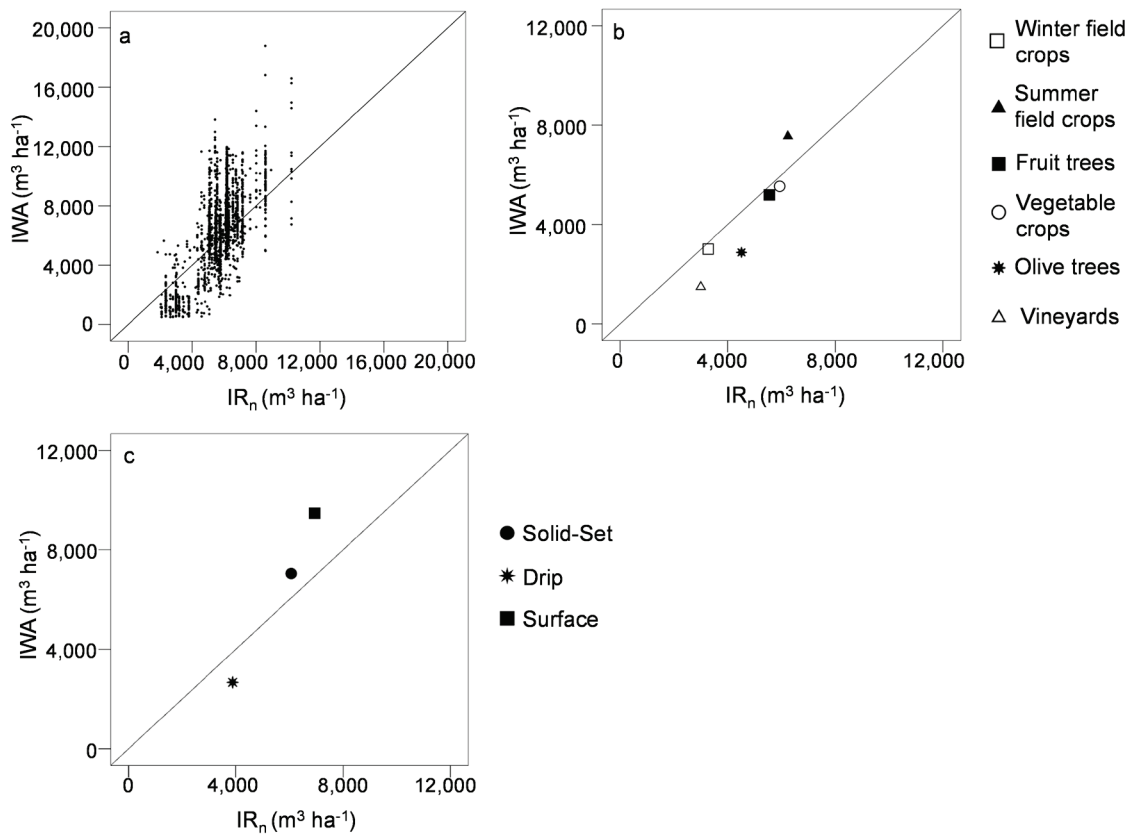 a
20,000
16,000
12,000
8,000
4,000
0
IWA (m³ ha⁻¹)
0 4,000 8,000 12,000 16,000 20,000
IRₙ (m³ ha⁻¹)
b
12,000
8,000
4,000
0
IWA (m³ ha⁻¹)
0 4,000 8,000 12,000
IRₙ (m³ ha⁻¹)
Winter field
crops
Summer
field crops
Fruit trees
Vegetable
crops
Olive trees
Vineyards
c
12,000
8,000
4,000
0
IWA (m³ ha⁻¹)
0 4,000 8,000 12,000
IRₙ (m³ ha⁻¹)
Solid-Set
Drip
Surface